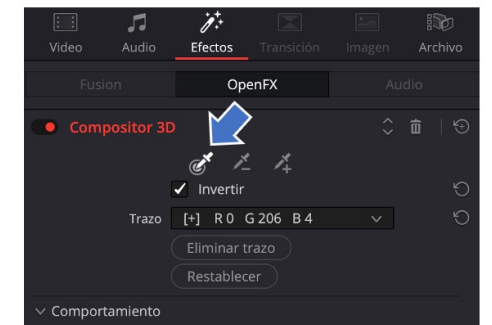 Video Audio Efectos Transición Imagen Archivo
Fusion OpenFX Audio
Compositor 3D
Invertir
Trazo [+] R 0 G 206 B 4
Eliminar trazo
Restablecer
Comportamiento